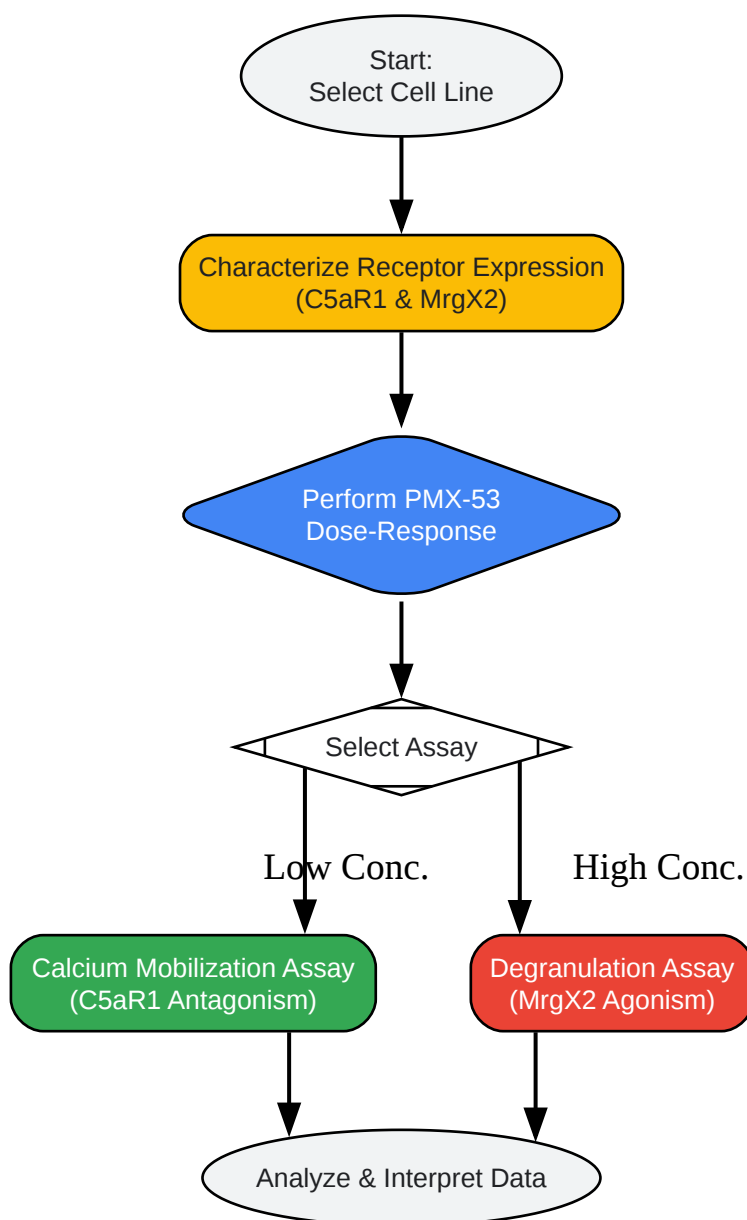 Start:
Select Cell Line
Characterize Receptor Expression
(C5aR1 & MrgX2)
Perform PMX-53
Dose-Response
Select Assay
Low Conc.
High Conc.
Calcium Mobilization Assay
(C5aR1 Antagonism)
Degranulation Assay
(MrgX2 Agonism)
Analyze & Interpret Data